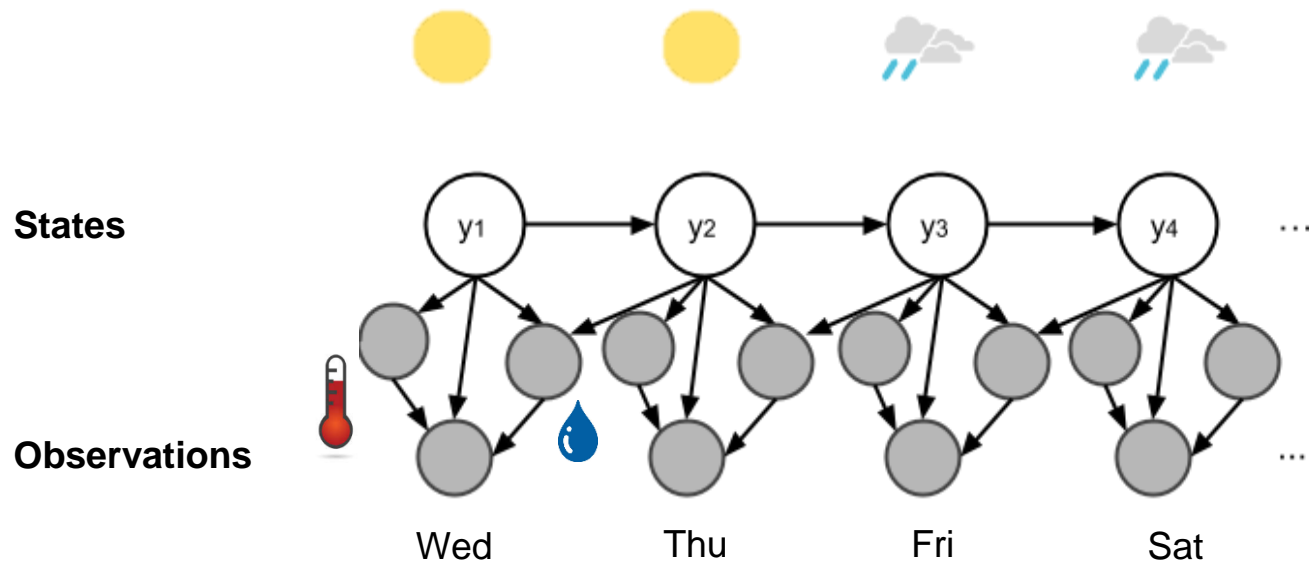 States
y1
y2
y3
y4
...
Observations
...
Wed
Thu
Fri
Sat